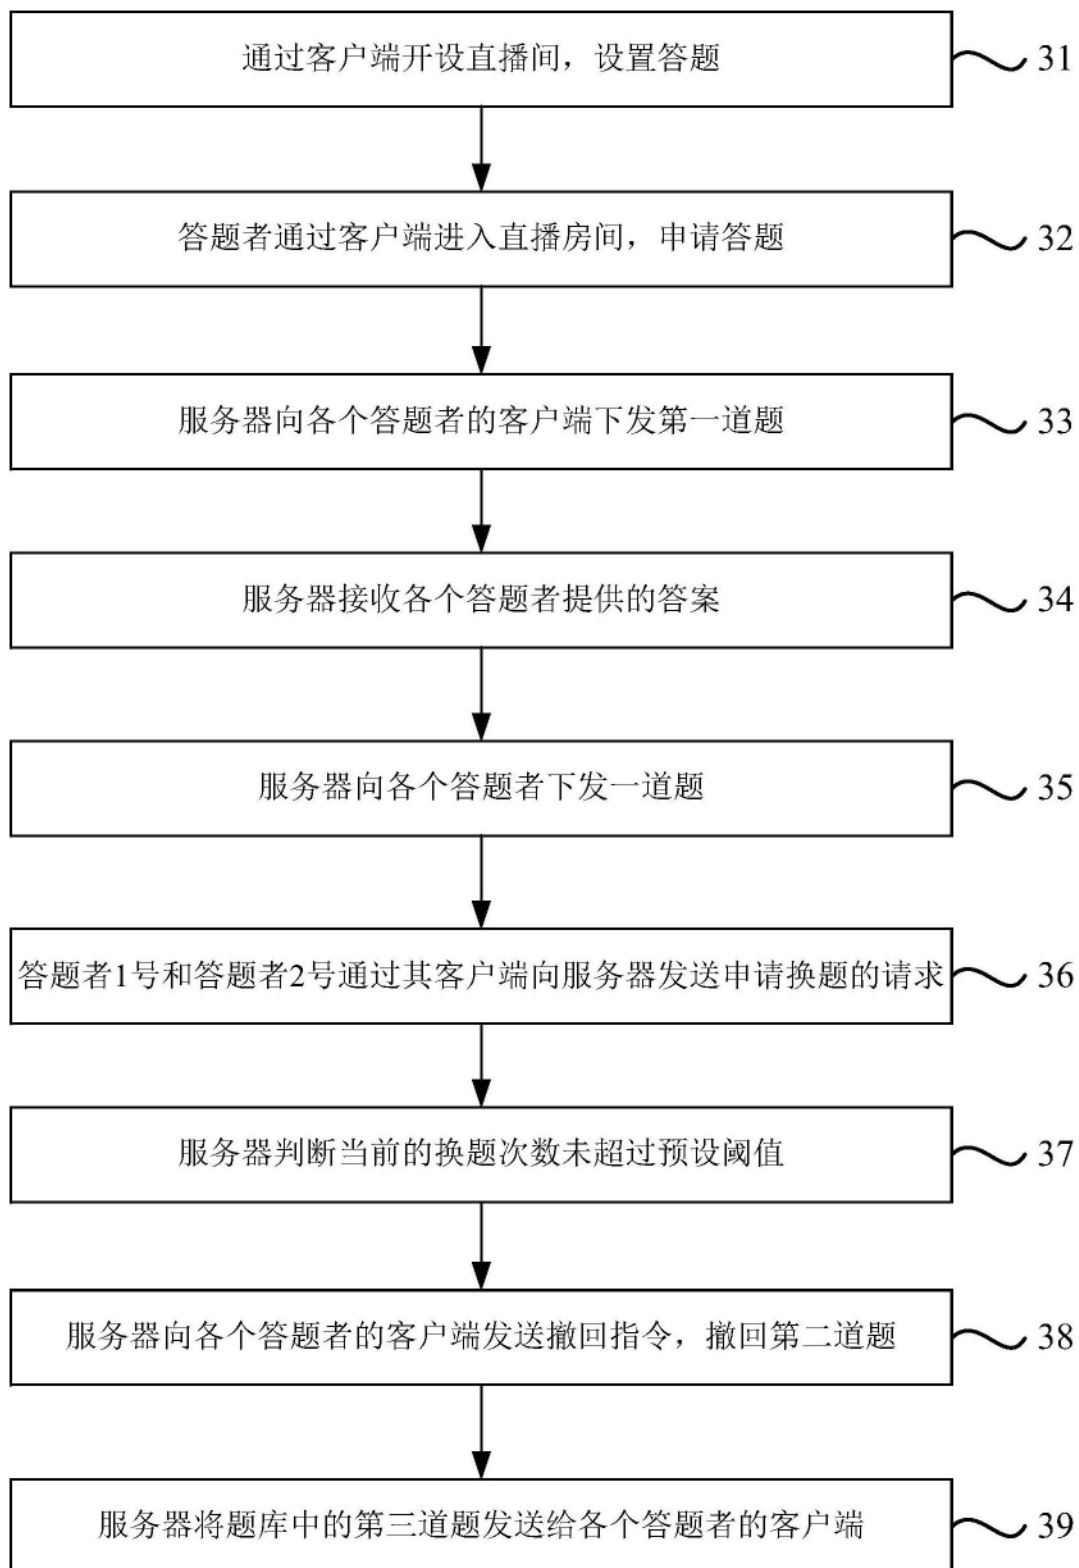 通过客户端开设直播间，设置答题 31
答题者通过客户端进入直播房间，申请答题 32
服务器向各个答题者的客户端下发第一道题 33
服务器接收各个答题者提供的答案 34
服务器向各个答题者下发一道题 35
答题者1号和答题者2号通过其客户端向服务器发送申请换题的请求 36
服务器判断当前的换题次数未超过预设阈值 37
服务器向各个答题者的客户端发送撤回指令，撤回第二道题 38
服务器将题库中的第三道题发送给各个答题者的客户端 39